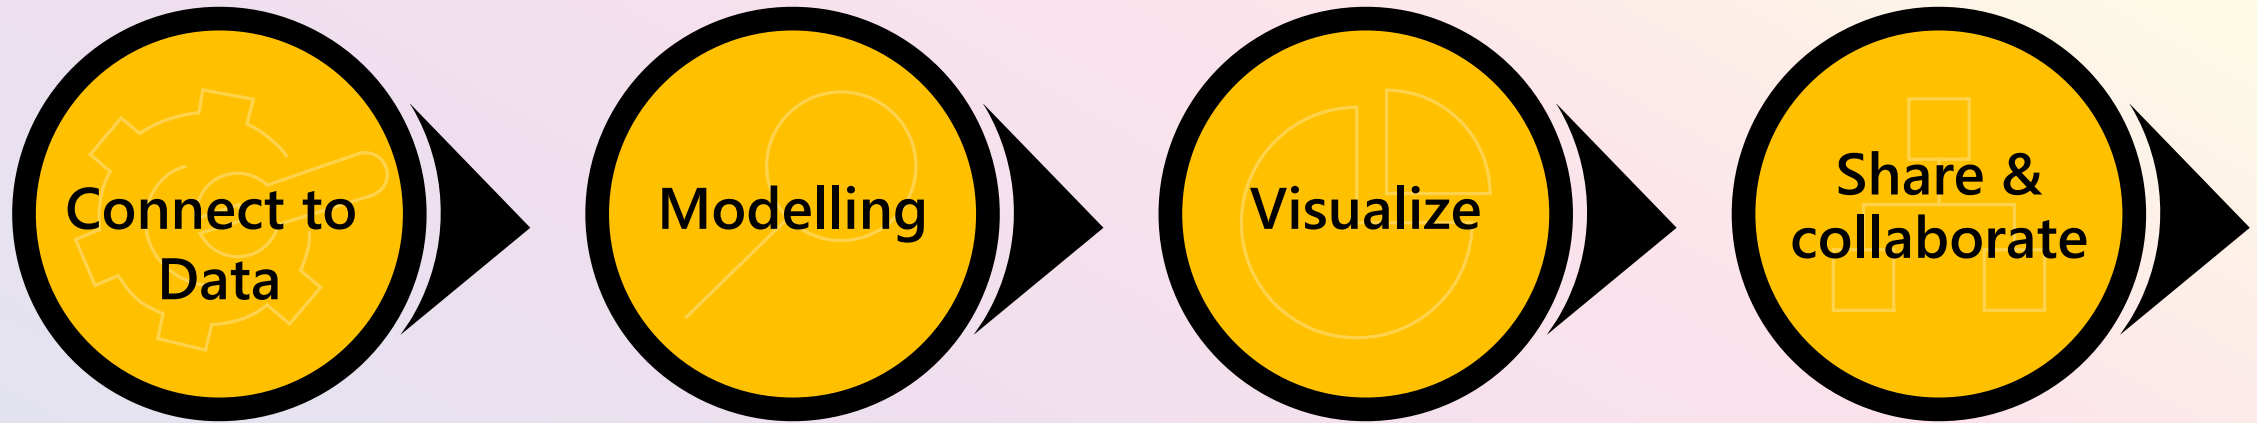 Connect to
Data
Modelling
Visualize
Share &
collaborate